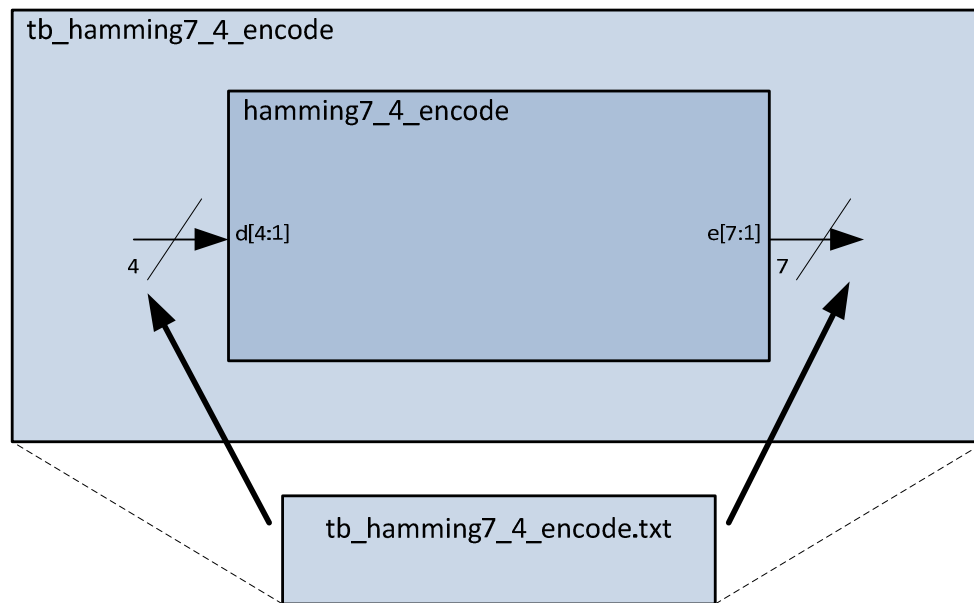 tb_hamming7_4_encode
hamming7_4_encode
d[4:1]
e[7:1]
4
7
tb_hamming7_4_encode.txt